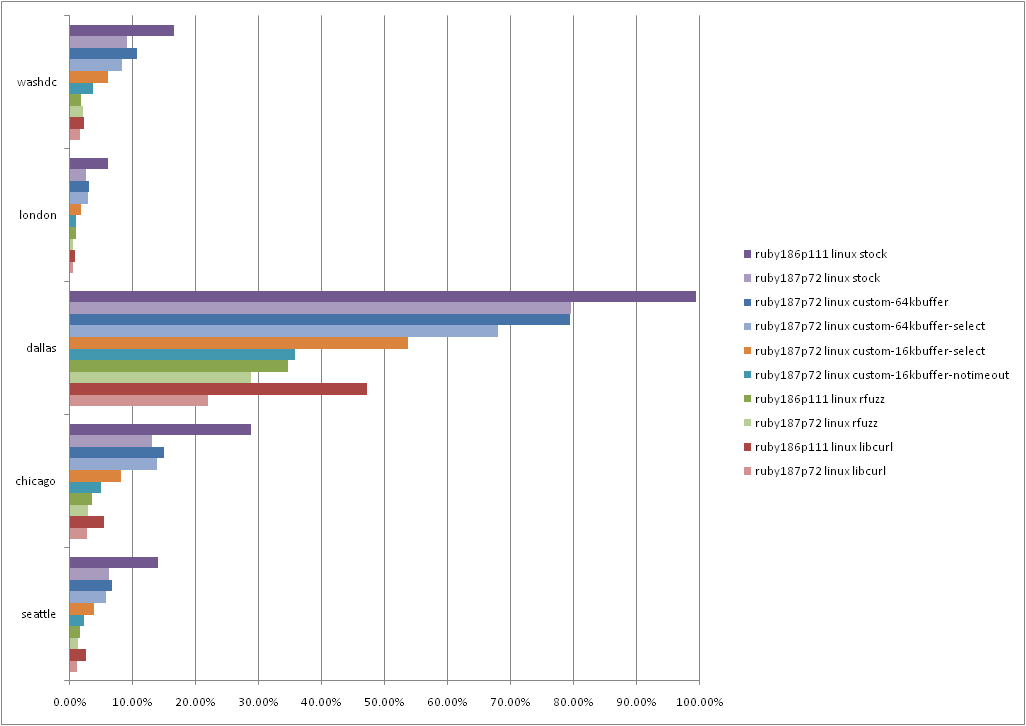 washdc
london
dallas
chicago
seattle
0.00% 10.00% 20.00% 30.00% 40.00% 50.00% 60.00% 70.00% 80.00% 90.00% 100.00%
ruby186p111 linux stock
ruby187p72 linux stock
ruby187p72 linux custom-64kbuffer
ruby187p72 linux custom-64kbuffer-select
ruby187p72 linux custom-16kbuffer-select
ruby187p72 linux custom-16kbuffer-notimeout
ruby186p111 linux rfuzz
ruby187p72 linux rfuzz
ruby186p111 linux libcurl
ruby187p72 linux libcurl